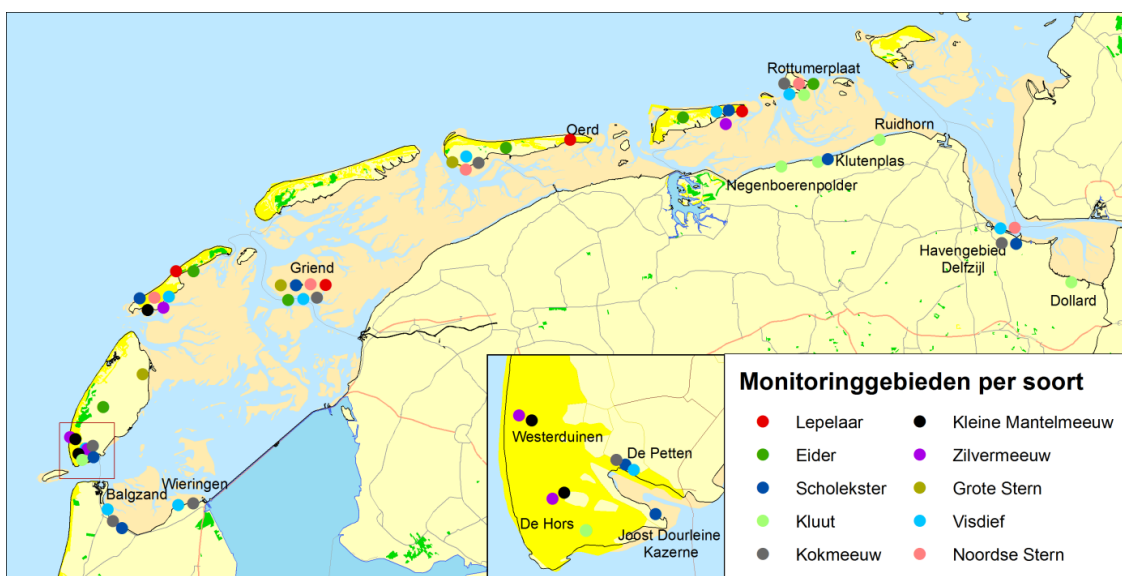 Rottumerplaat
Oerd
Ruidhorn
Klutenplas
Negenboerenpolder
Havengebied
Delfzijl
Griend
Dollard
Balgzand
Wieringen
Westerduinen
De Petten
De Hors
Joost Dourleine
Kazerne
Monitoringgebieden per soort
Lepelaar
Eider
Scholekster
Kluut
Kokmeeuw
Kleine Mantelmeeuw
Zilvermeeuw
Grote Stern
Visdief
Noordse Stern